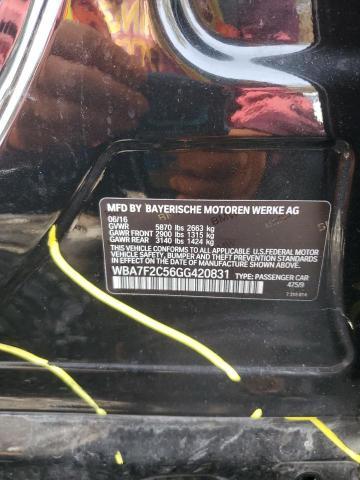 MFD BY BAYERISCHE MOTOREN WERKE AG
06/16
GVWR 5870 lbs 2663 kg
GAWR FRONT 2900 lbs 1315 kg
GAWR REAR 3140 lbs 1424 kg
THIS VEHICLE CONFORMS TO ALL APPLICABLE U.S.FEDERAL
MOTOR VEHICLE SAFETY, BUMPER AND THEFT PREVENTION STANDARDS
IN EFFECT ON THE DATE OF MANUFACTURE SHOWN ABOVE.
WBA7F2C56GG420831 TYPE: PASSENGER CAR
475/9